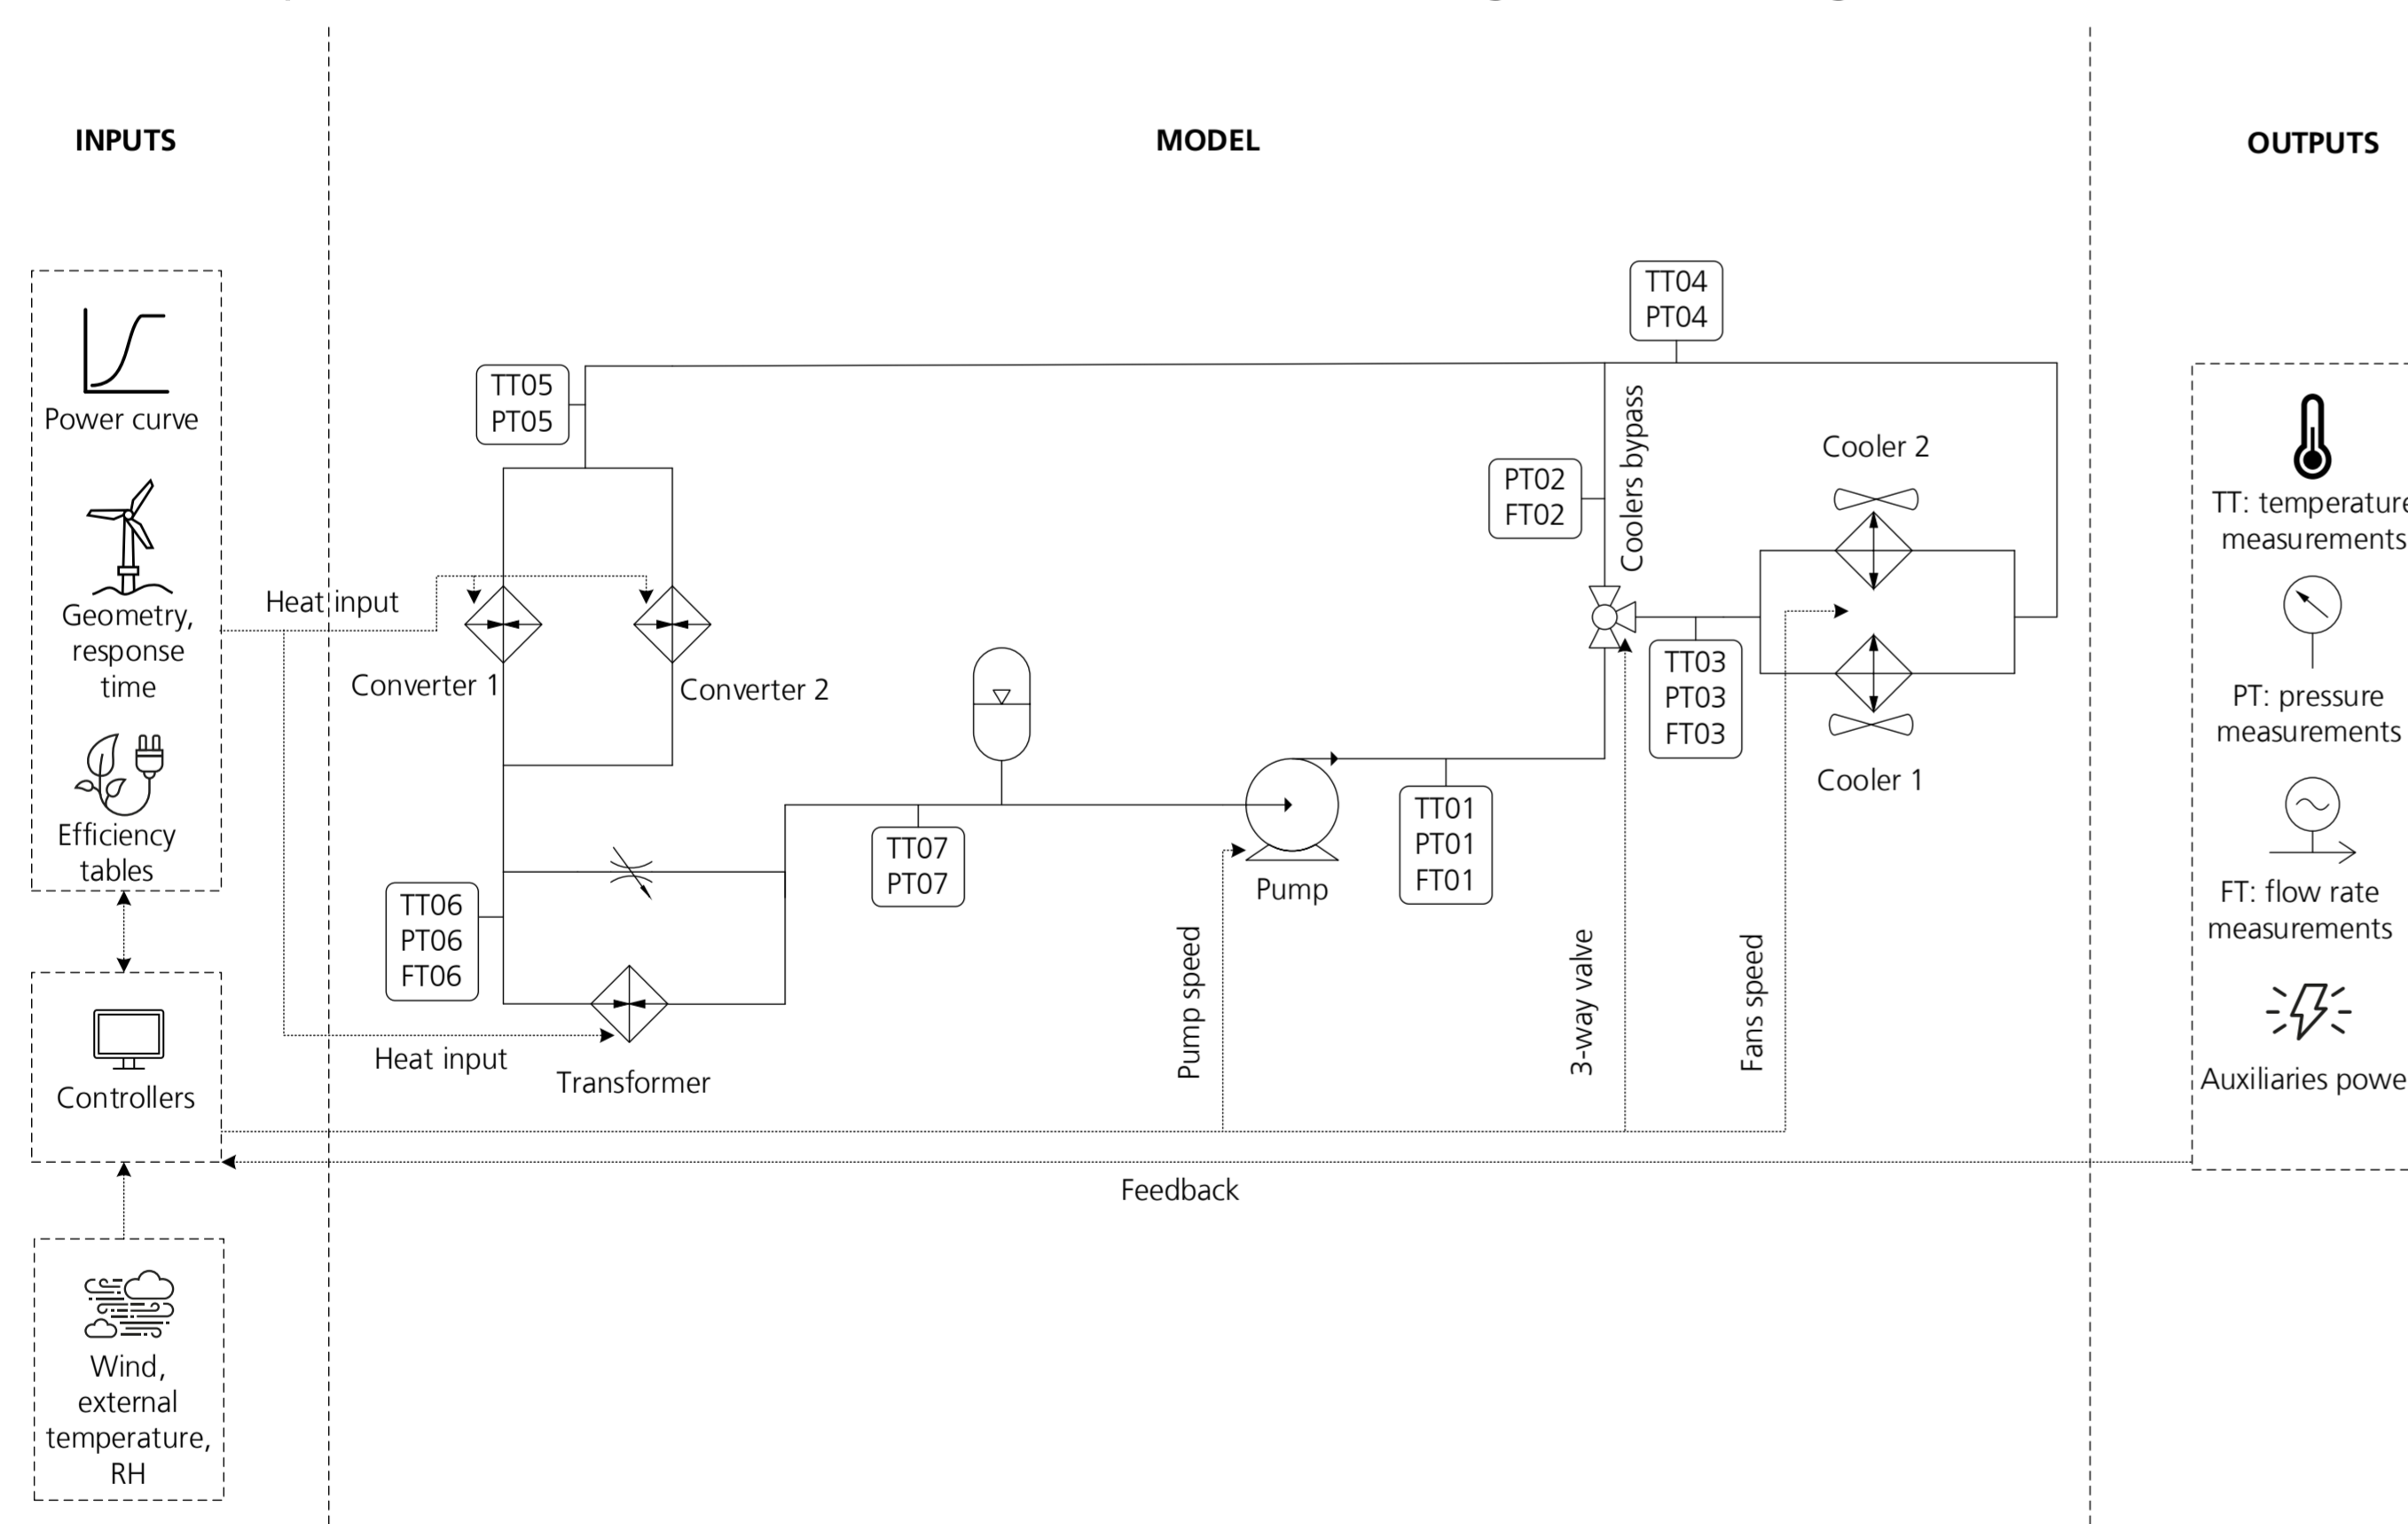 INPUTS
MODEL
OUTPUTS
Power curve
Geometry,
response
time
Efficiency
tables
Controllers
Wind,
external
temperature,
RH
Heat input
Heat input
TT05
PT05
Converter 1
Converter 2
TT06
PT06
FT06
Transformer
TT07
PT07
Pump
Pump speed
TT01
PT01
FT01
PT02
FT02
Coolers bypass
TT04
PT04
TT03
PT03
FT03
3-way valve
Fans speed
Cooler 2
Cooler 1
Feedback
TT: temperature
measurements
PT: pressure
measurements
FT: flow rate
measurements
Auxiliaries powe